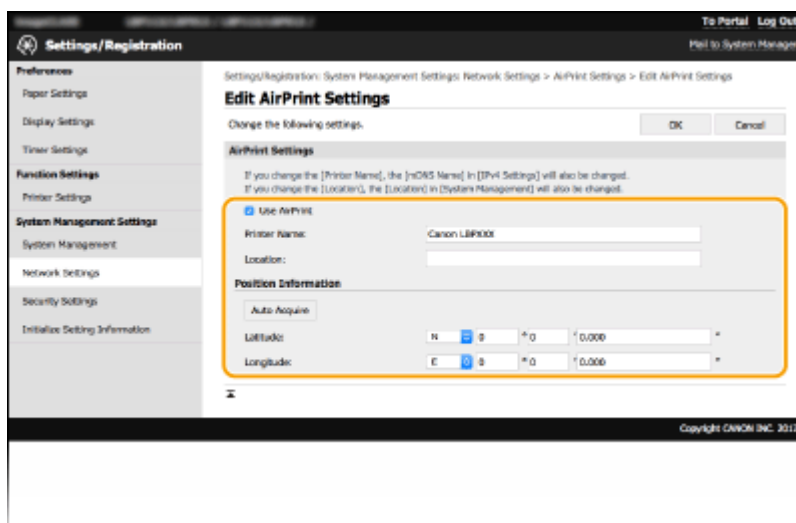 To Portal Log Out
Settings/Registration
Mail to System Manager
Preferences
Paper Settings
Display Settings
Timer Settings
Function Settings
Printer Settings
System Management Settings
System Management
Network Settings
Security Settings
Initialize Setting Information
Settings/Registration: System Management Settings: Network Settings > AirPrint Settings > Edit AirPrint Settings
Edit AirPrint Settings
Change the following settings.
OK
Cancel
AirPrint Settings
If you change the [Printer Name], the [mDNS Name] in [IPv4 Settings] will also be changed.
If you change the [Location], the [Location] in [System Management] will also be changed.
Use AirPrint
Printer Name: Canon LBPXXX
Location:
Position Information
Auto Acquire
Latitude: N 0 ° 0 ' 0.000 "
Longitude: E 0 ° 0 ' 0.000 "
Copyright CANON INC. 2017